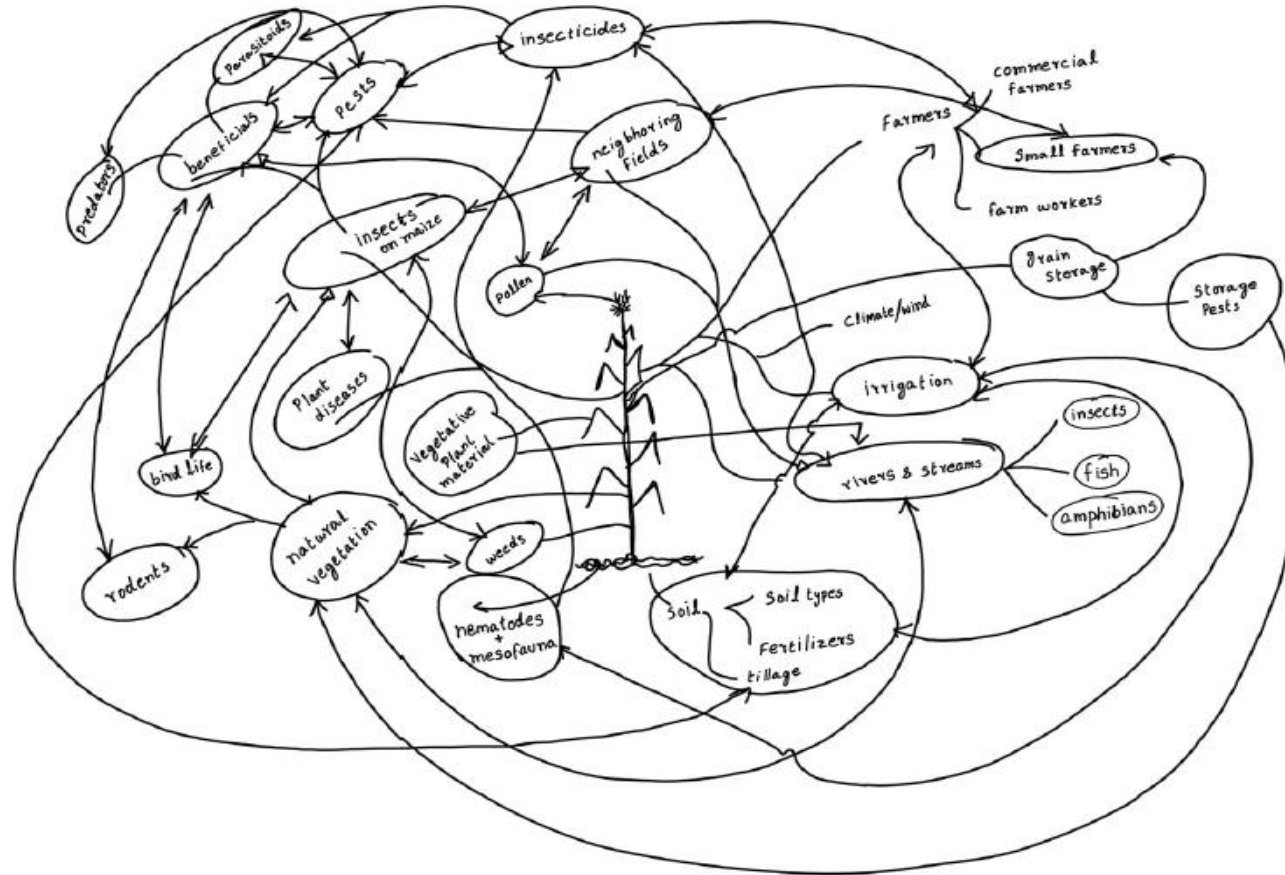 Parasitoids
insecticides
Pests
commercial
farmers
Farmers
beneficials
neighboring
fields
Small farmers
predators
farm workers
insects
on maize
grain
Storage
Pollen
Storage
Pests
Climate/wind
Plant
diseases
irrigation
Vegetative
Plant
material
insects
bird life
rivers & streams
fish
amphibians
natural
vegetation
weeds
rodents
Soil
Soil types
nematodes
+
mesofauna
Fertilizers
tillage